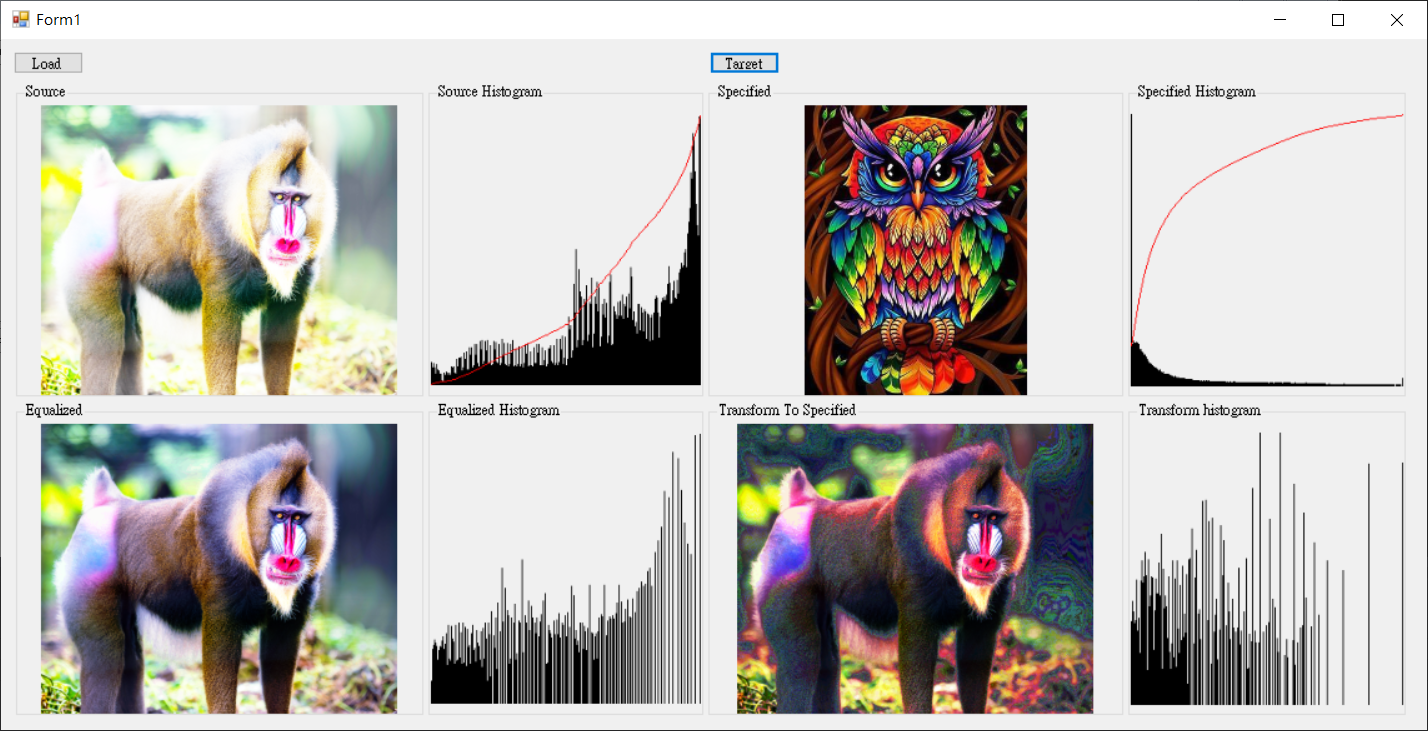 Form1
Load
Target
Source
Source Histogram
Specified
Specified Histogram
Equalized
Equalized Histogram
Transform To Specified
Transform histogram